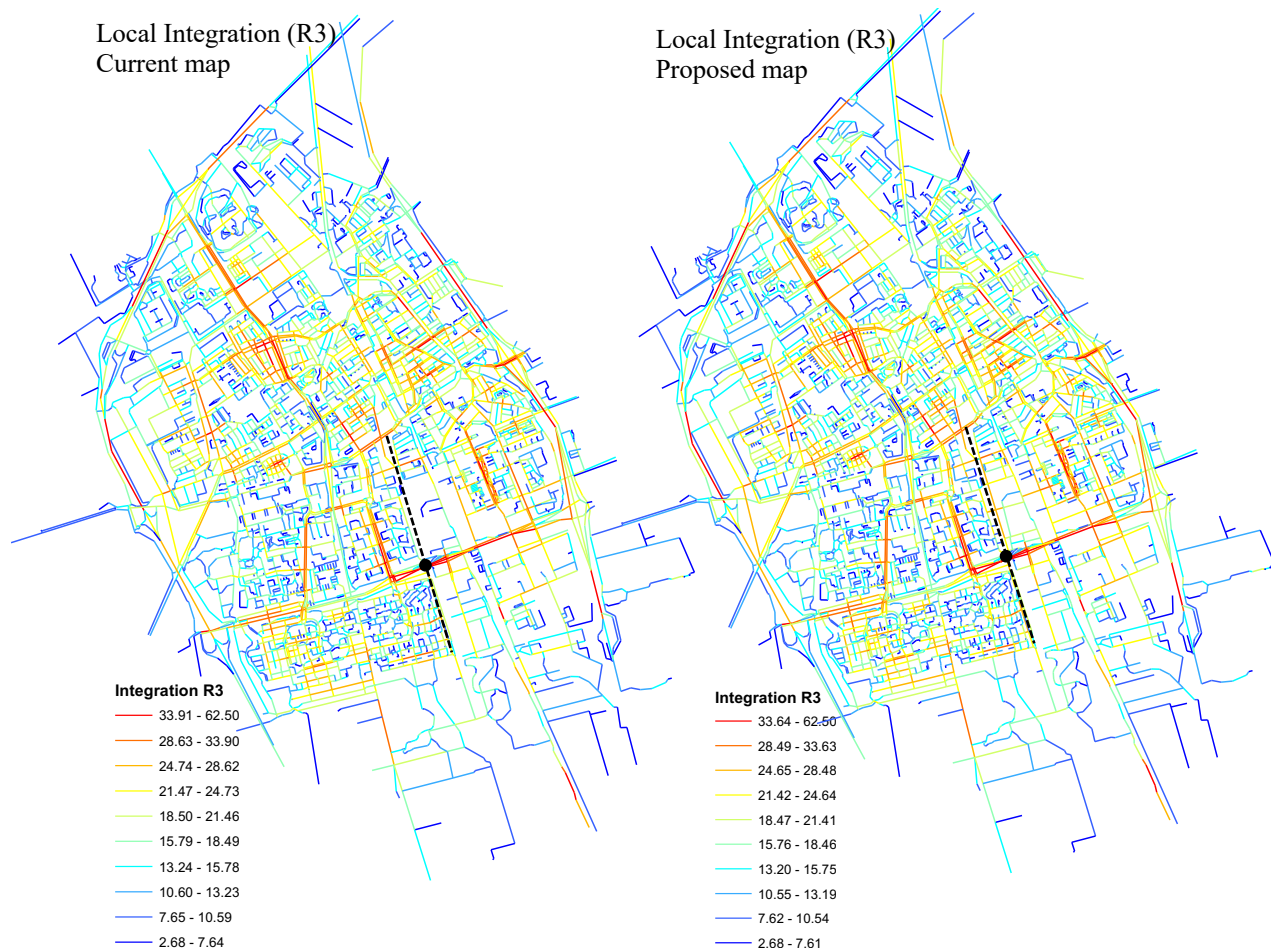 Local Integration (R3)
Current map
Local Integration (R3)
Proposed map
Integration R3
33.91 - 62.50
28.63 - 33.90
24.74 - 28.62
21.47 - 24.73
18.50 - 21.46
15.79 - 18.49
13.24 - 15.78
10.60 - 13.23
7.65 - 10.59
2.68 - 7.64
Integration R3
33.64 - 62.50
28.49 - 33.63
24.65 - 28.48
21.42 - 24.64
18.47 - 21.41
15.76 - 18.46
13.20 - 15.75
10.55 - 13.19
7.62 - 10.54
2.68 - 7.61